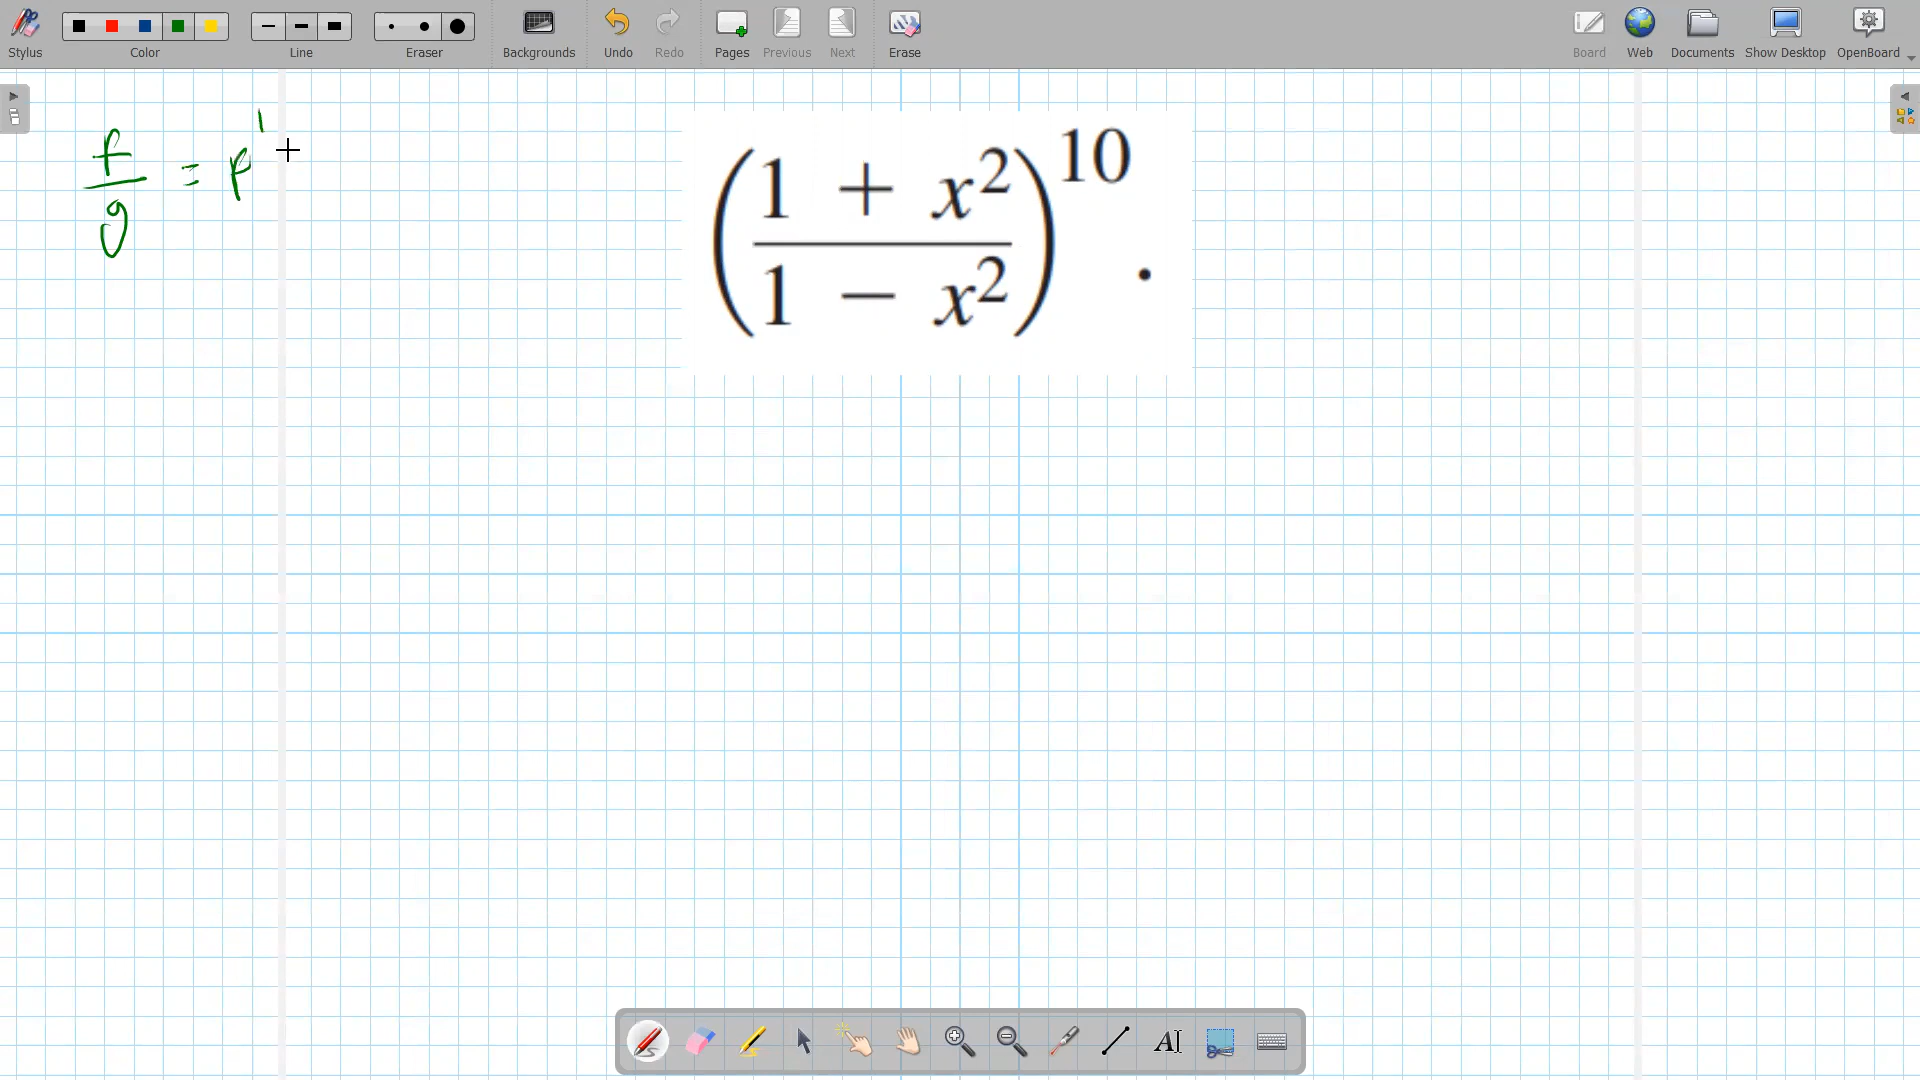 Stylus Color Line Eraser Backgrounds Undo Redo Pages Previous Next Erase Board Web Documents Show Desktop OpenBoard
f/g = f'
((1 + x²)/(1 − x²))¹⁰.